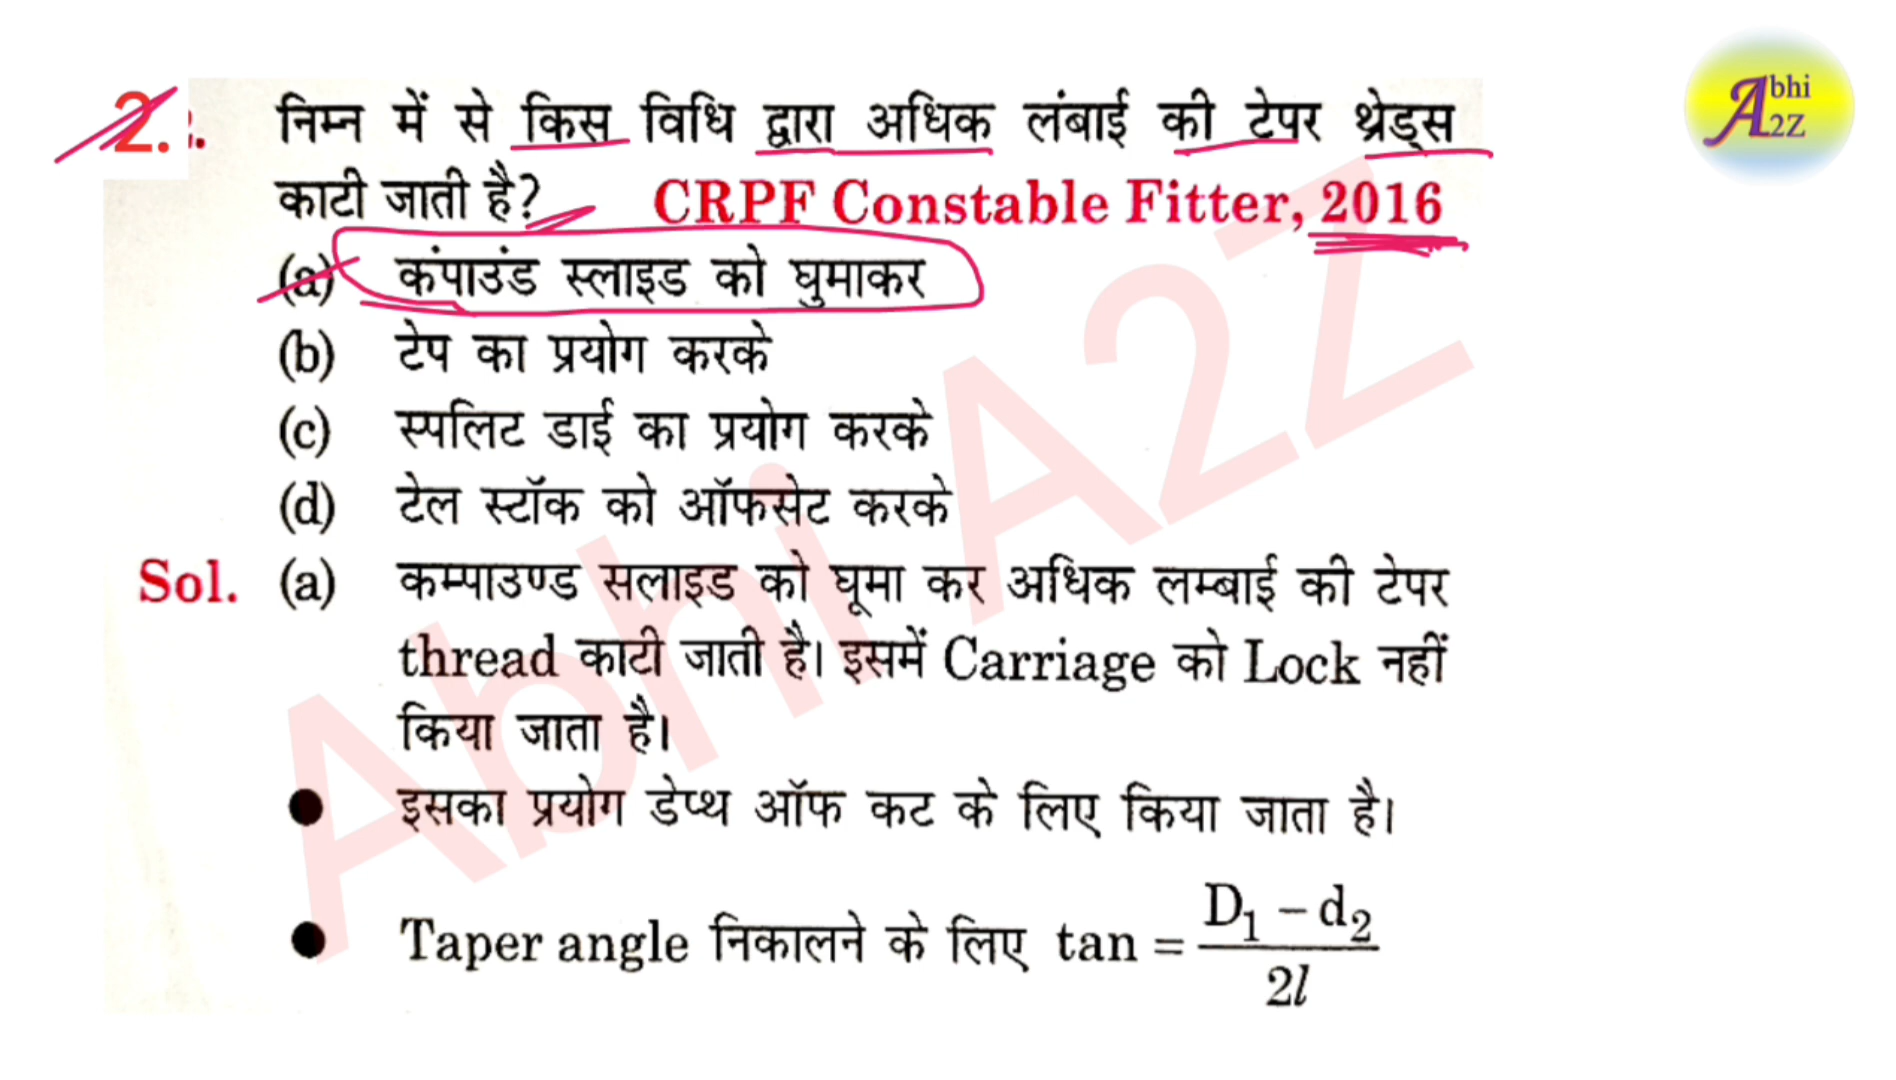 Abhi
A2Z
2. निम्न में से किस विधि द्वारा अधिक लंबाई की टेपर थ्रेड्स
काटी जाती है? CRPF Constable Fitter, 2016
(a) कंपाउंड स्लाइड को घुमाकर
(b) टेप का प्रयोग करके
(c) स्पलिट डाई का प्रयोग करके
(d) टेल स्टॉक को ऑफसेट करके
Sol. (a) कम्पाउण्ड सलाइड को घूमा कर अधिक लम्बाई की टेपर
thread काटी जाती है। इसमें Carriage को Lock नहीं
किया जाता है।
● इसका प्रयोग डेप्थ ऑफ कट के लिए किया जाता है।
● Taper angle निकालने के लिए tan = (D₁ – d₂) / 2l
Abhi A2Z